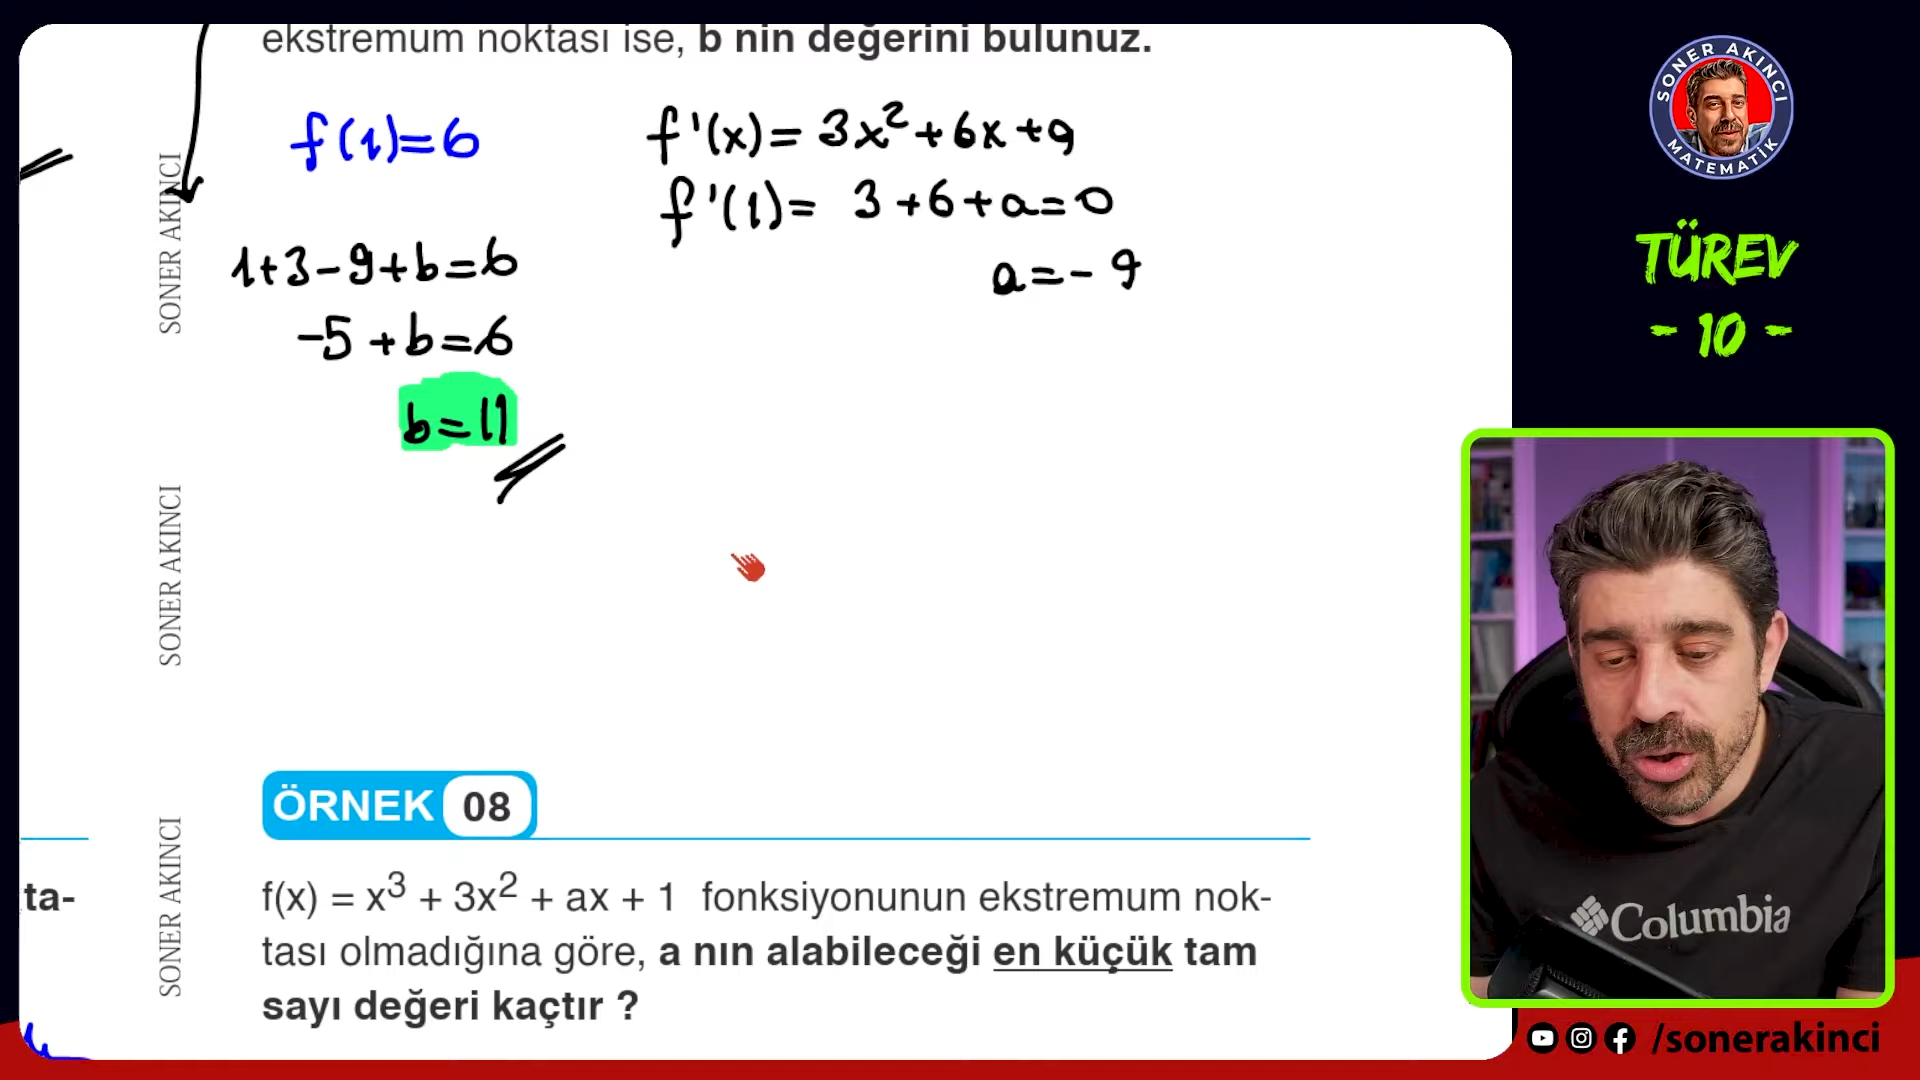 ekstremum noktası ise, b nin değerini bulunuz.
f(1)=6
1+3-9+b=6
-5+b=6
b=11
f'(x)=3x²+6x+a
f'(1)= 3+6+a=0
a=-9
SONER AKINCI
SONER AKINCI
SONER AKINCI
ÖRNEK 08
ta-
f(x) = x³ + 3x² + ax + 1 fonksiyonunun ekstremum nok-
tası olmadığına göre, a nın alabileceği en küçük tam
sayı değeri kaçtır ?
SONER AKINCI
MATEMATİK
TÜREV
- 10 -
Columbia
/sonerakinci